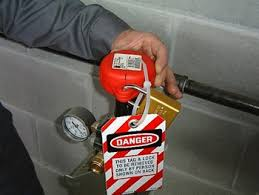 DANGER
THIS TAG & LOCK
TO BE REMOVED
ONLY BY PERSON
SHOWN ON BACK